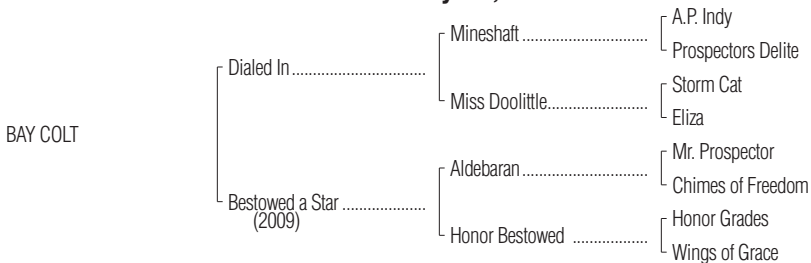 A.P. Indy
Mineshaft ..............................
Prospectors Delite
Dialed In ................................
Storm Cat
Miss Doolittle........................
Eliza
BAY COLT
Mr. Prospector
Aldebaran ..............................
Chimes of Freedom
Bestowed a Star ....................
(2009)
Honor Grades
Honor Bestowed ..................
Wings of Grace